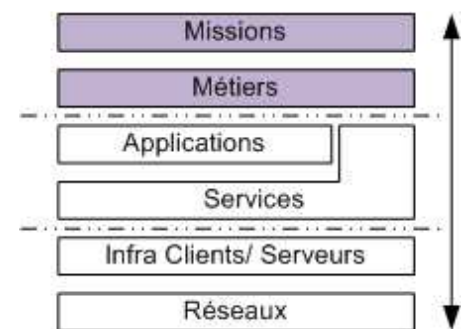 Missions
Métiers
Applications
Services
Infra Clients/ Serveurs
Réseaux